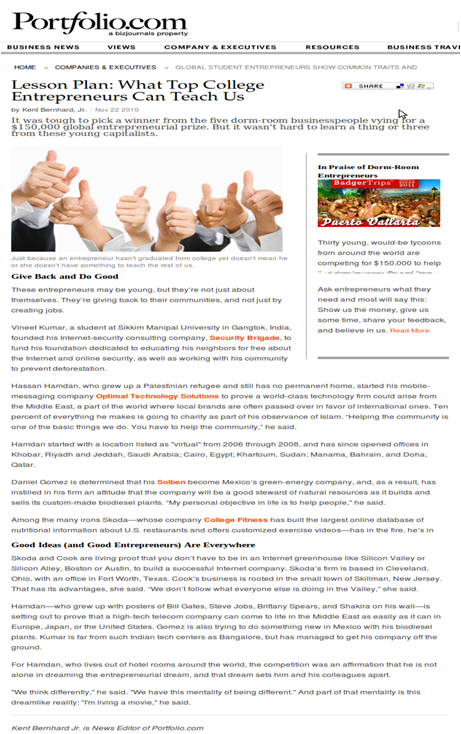 Portfolio.com
a bizjournals property
BUSINESS NEWS VIEWS COMPANY & EXECUTIVES RESOURCES BUSINESS TRAVE
HOME » COMPANIES & EXECUTIVES » GLOBAL STUDENT ENTREPRENEURS SHOW COMMON TRAITS AND
Lesson Plan: What Top College
Entrepreneurs Can Teach Us
SHARE
by Kent Bernhard, Jr. | Nov 22 2010
It was tough to pick a winner from the five dorm-room businesspeople vying for a
$150,000 global entrepreneurial prize. But it wasn't hard to learn a thing or three
from these young capitalists.
Just because an entrepreneur hasn't graduated from college yet doesn't mean he
or she doesn't have something to teach the rest of us.
In Praise of Dorm-Room
Entrepreneurs
BadgerTrips
Puerto Vallarta
Thirty young, would-be tycoons
from around the world are
competing for $150,000 to help
Ask entrepreneurs what they
need and most will say this:
Show us the money, give us
some time, share your feedback,
and believe in us. Read More
Give Back and Do Good
These entrepreneurs may be young, but they're not just about
themselves. They're giving back to their communities, and not just by
creating jobs.
Vineet Kumar, a student at Sikkim Manipal University in Gangtok, India,
founded his Internet-security consulting company, Security Brigade, to
fund his foundation dedicated to educating his neighbors for free about
the Internet and online security, as well as working with his community
to prevent deforestation.
Hassan Hamdan, who grew up a Palestinian refugee and still has no permanent home, started his mobile-
messaging company Optimal Technology Solutions to prove a world-class technology firm could arise from
the Middle East, a part of the world where local brands are often passed over in favor of international ones. Ten
percent of everything he makes is going to charity as part of his observance of Islam. "Helping the community is
one of the basic things we do. You have to help the community," he said.
Hamdan started with a location listed as "virtual" from 2006 through 2008, and has since opened offices in
Khobar, Riyadh and Jeddah, Saudi Arabia; Cairo, Egypt; Khartoum, Sudan; Manama, Bahrain, and Doha,
Qatar.
Daniel Gomez is determined that his Solben become Mexico's green-energy company, and, as a result, has
instilled in his firm an attitude that the company will be a good steward of natural resources as it builds and
sells its custom-made biodiesel plants. "My personal objective in life is to help people," he said.
Among the many irons Skoda—whose company College Fitness has built the largest online database of
nutritional information about U.S. restaurants and offers customized exercise videos—has in the fire, he's in
Good Ideas (and Good Entrepreneurs) Are Everywhere
Skoda and Cook are living proof that you don't have to be in an Internet greenhouse like Silicon Valley or
Silicon Alley, Boston or Austin, to build a successful Internet company. Skoda's firm is based in Cleveland,
Ohio, with an office in Fort Worth, Texas. Cook's business is rooted in the small town of Skillman, New Jersey.
That has its advantages, she said. "We don't follow what everyone else is doing in the Valley," she said.
Hamdan—who grew up with posters of Bill Gates, Steve Jobs, Brittany Spears, and Shakira on his wall—is
setting out to prove that a high-tech telecom company can come to life in the Middle East as easily as it can in
Europe, Japan, or the United States. Gomez is also trying to do something new in Mexico with his biodiesel
plants. Kumar is far from such Indian tech centers as Bangalore, but has managed to get his company off the
ground.
For Hamdan, who lives out of hotel rooms around the world, the competition was an affirmation that he is not
alone in dreaming the entrepreneurial dream, and that dream sets him and his colleagues apart.
"We think differently," he said. "We have this mentality of being different." And part of that mentality is this
dreamlike reality: "I'm living a movie," he said.
Kent Bernhard Jr. is News Editor of Portfolio.com